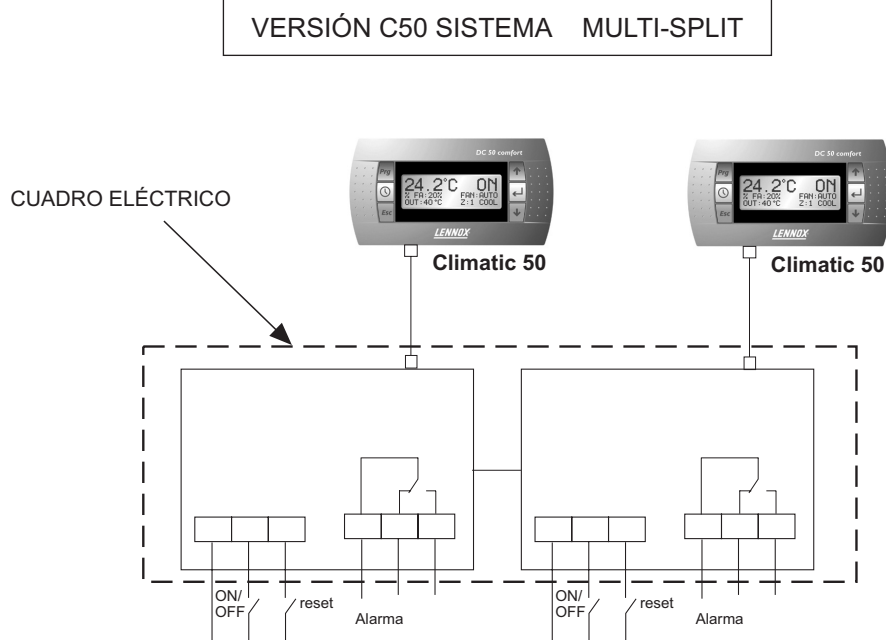 VERSIÓN C50 SISTEMA MULTI-SPLIT
DC 50 comfort
Prg
Esc
24.2°C ON
% FA:20% FAN:AUTO
OUT:40°C Z:1 COOL
LENNOX
Climatic 50
DC 50 comfort
Prg
Esc
24.2°C ON
% FA:20% FAN:AUTO
OUT:40°C Z:1 COOL
LENNOX
Climatic 50
CUADRO ELÉCTRICO
ON/
OFF
reset
Alarma
ON/
OFF
reset
Alarma